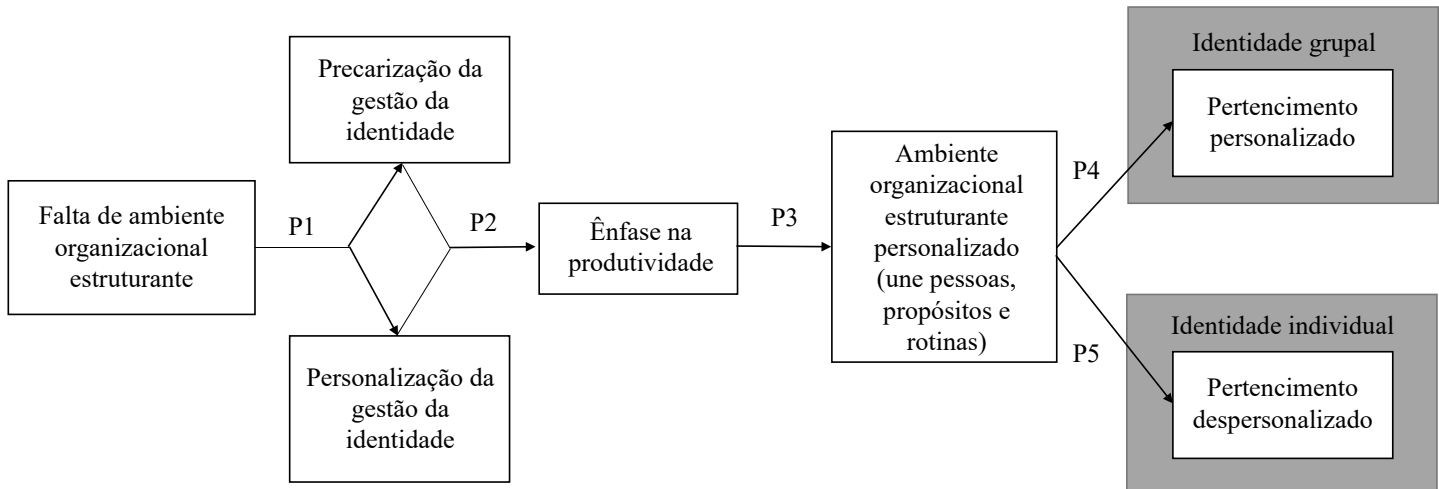 Falta de ambiente
organizacional
estruturante
P1
Precarização da
gestão da
identidade
Personalização da
gestão da
identidade
P2
Ênfase na
produtividade
P3
Ambiente
organizacional
estruturante
personalizado
(une pessoas,
propósitos e
rotinas)
P4
Identidade grupal
Pertencimento
personalizado
P5
Identidade individual
Pertencimento
despersonalizado